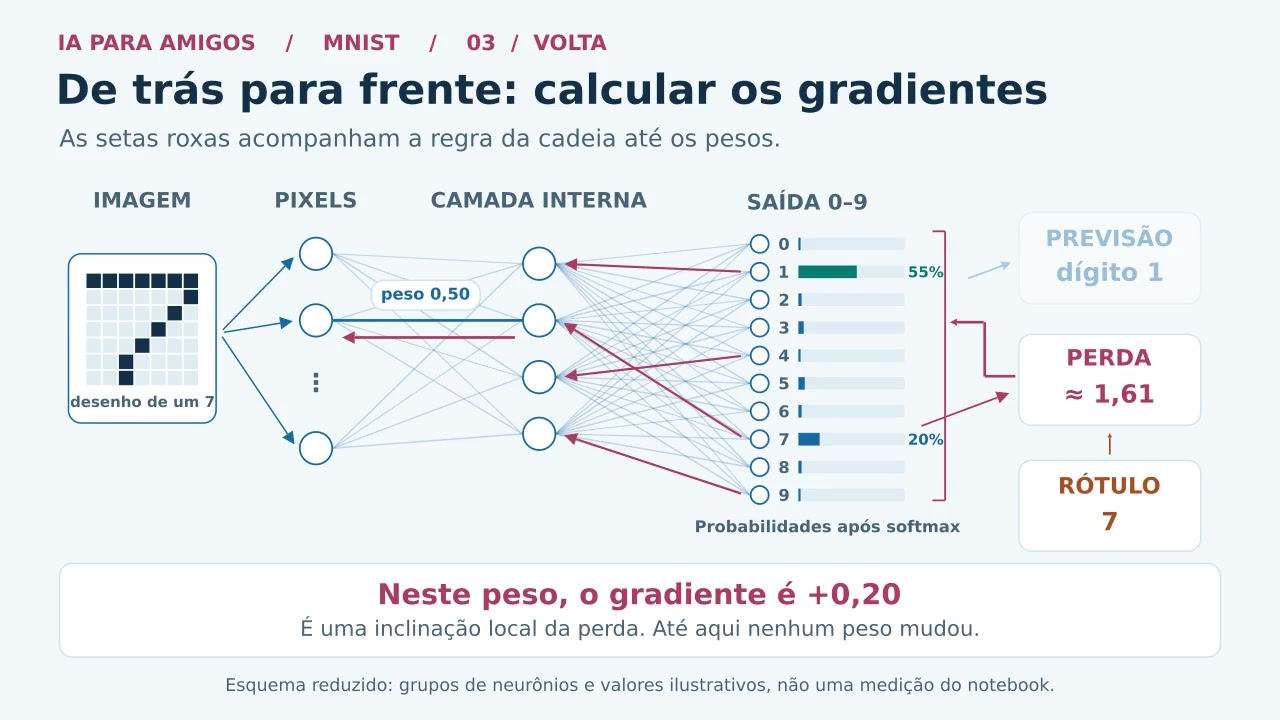 IA PARA AMIGOS / MNIST / 03 / VOLTA
De trás para frente: calcular os gradientes
As setas roxas acompanham a regra da cadeia até os pesos.
IMAGEM
PIXELS
CAMADA INTERNA
SAÍDA 0–9
desenho de um 7
peso 0,50
0
1 55%
2
3
4
5
6
7 20%
8
9
Probabilidades após softmax
PREVISÃO
dígito 1
PERDA
≈ 1,61
RÓTULO
7
Neste peso, o gradiente é +0,20
É uma inclinação local da perda. Até aqui nenhum peso mudou.
Esquema reduzido: grupos de neurônios e valores ilustrativos, não uma medição do notebook.